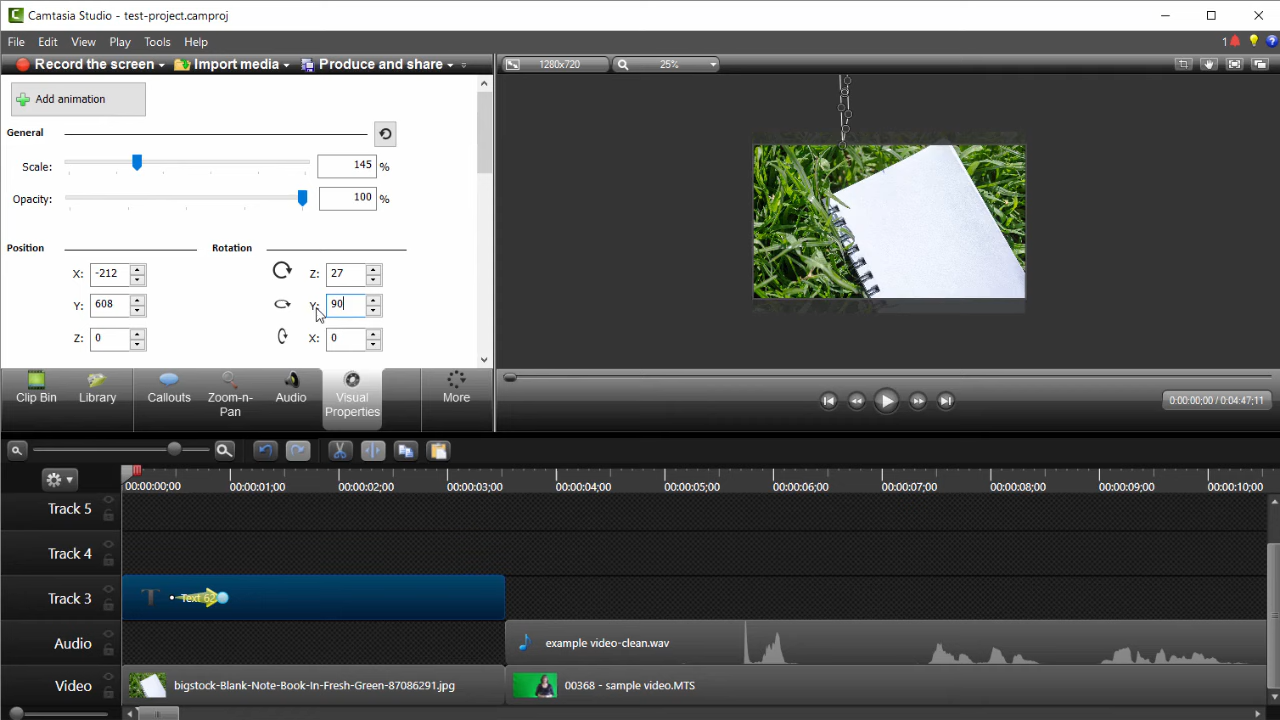 Camtasia Studio - test-project.camproj
File Edit View Play Tools Help
1
Record the screen Import media Produce and share
1280x720 25%
Add animation
General
Scale: 145 %
Opacity: 100 %
Position Rotation
X: -212 Z: 27
Y: 608 Y: 90
Z: 0 X: 0
Clip Bin Library Callouts Zoom-n-Pan Audio Visual Properties More
0:00:00;00 / 0:04:47;11
00:00:00;00 00:00:01;00 00:00:02;00 00:00:03;00 00:00:04;00 00:00:05;00 00:00:06;00 00:00:07;00 00:00:08;00 00:00:09;00 00:00:10;00
Track 5
Track 4
Track 3 T Text 62
Audio example video-clean.wav
Video bigstock-Blank-Note-Book-In-Fresh-Green-87086291.jpg 00368 - sample video.MTS